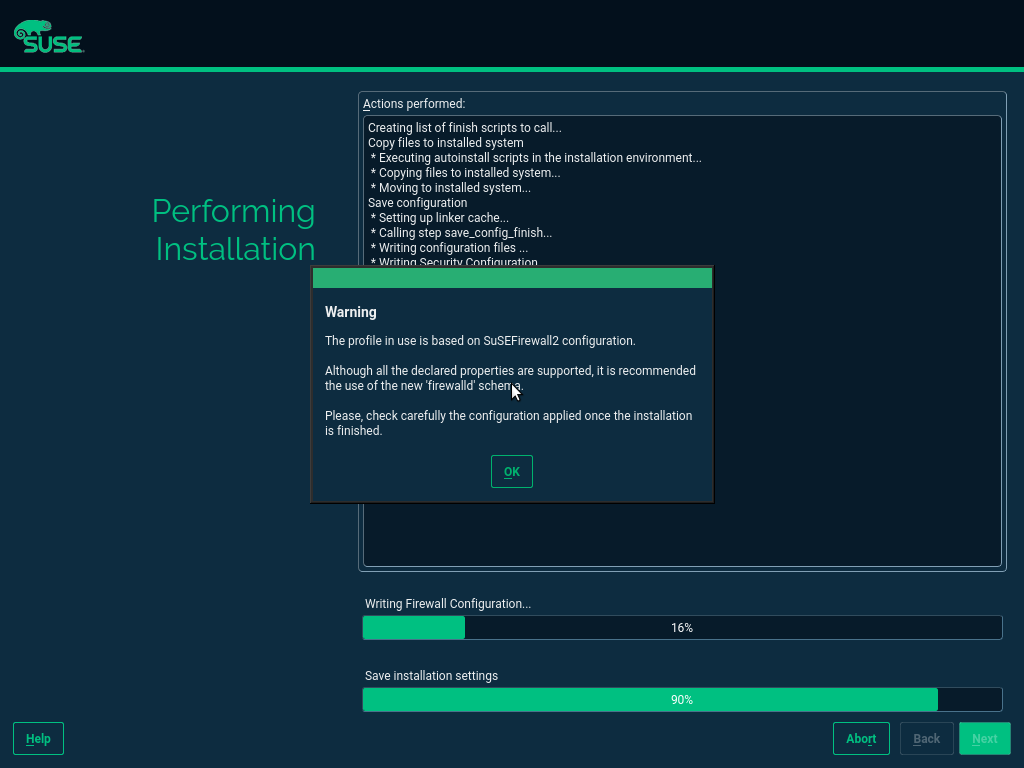 SUSE
Actions performed:
Creating list of finish scripts to call...
Copy files to installed system
* Executing autoinstall scripts in the installation environment...
* Copying files to installed system...
* Moving to installed system...
Save configuration
* Setting up linker cache...
* Calling step save_config_finish...
* Writing configuration files ...
* Writing Security Configuration
Performing
Installation
Warning
The profile in use is based on SuSEFirewall2 configuration.
Although all the declared properties are supported, it is recommended
the use of the new 'firewalld' schema.
Please, check carefully the configuration applied once the installation
is finished.
OK
Writing Firewall Configuration...
16%
Save installation settings
90%
Help
Abort
Back
Next